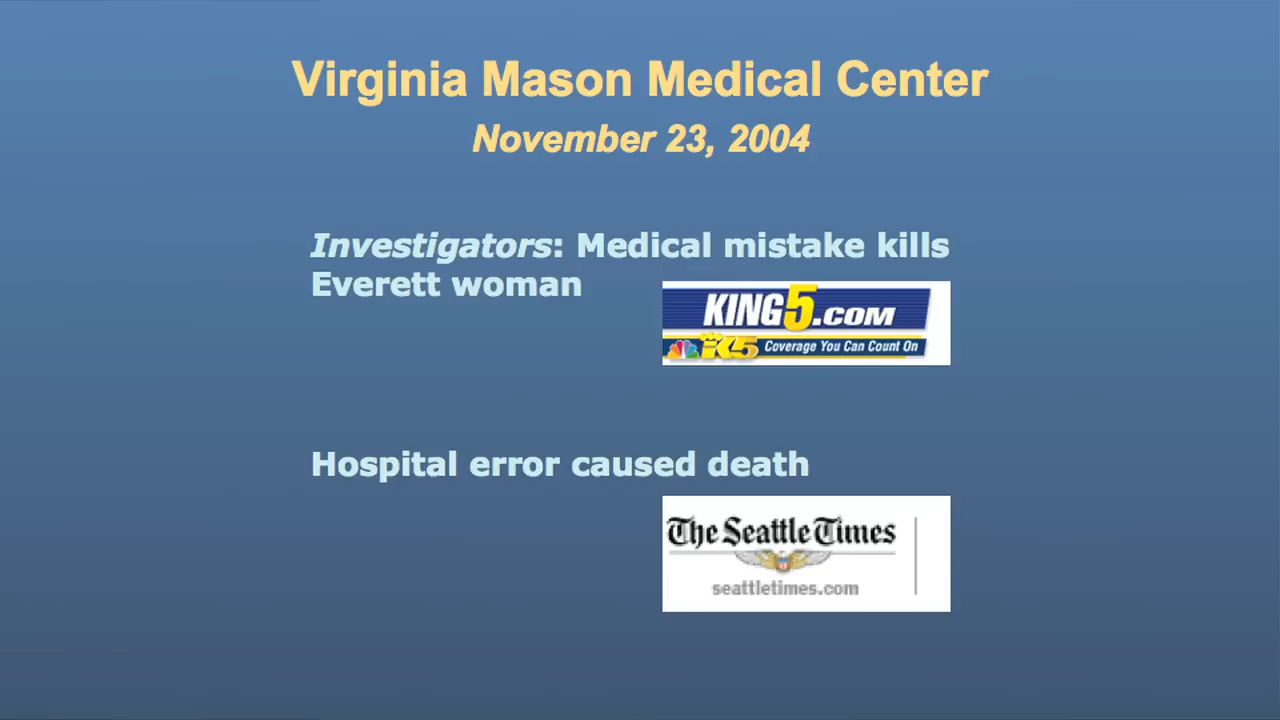 Virginia Mason Medical Center
November 23, 2004
Investigators: Medical mistake kills
Everett woman
KING5.COM
K5 Coverage You Can Count On
Hospital error caused death
The Seattle Times
seattletimes.com